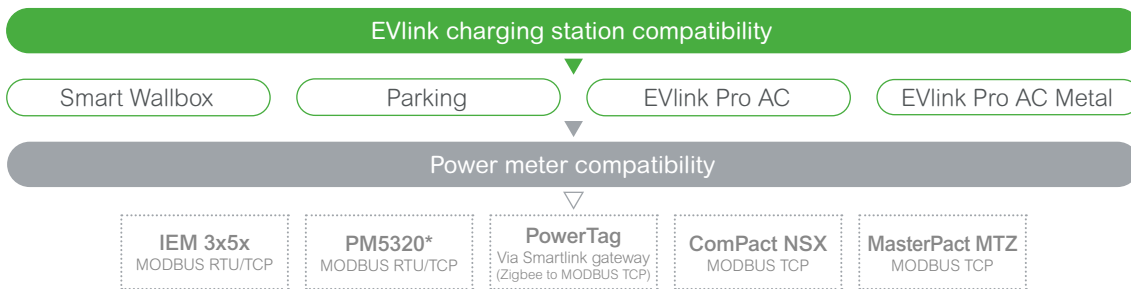 EVlink charging station compatibility
Smart Wallbox
Parking
EVlink Pro AC
EVlink Pro AC Metal
Power meter compatibility
IEM 3x5x
MODBUS RTU/TCP
PM5320*
MODBUS RTU/TCP
PowerTag
Via Smartlink gateway
(Zigbee to MODBUS TCP)
ComPact NSX
MODBUS TCP
MasterPact MTZ
MODBUS TCP